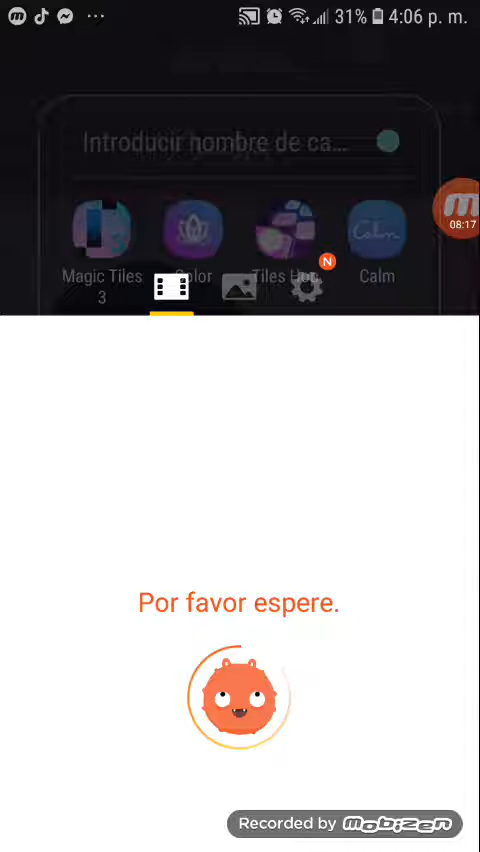 31% 4:06 p. m.
Introducir nombre de ca...
m
08:17
Magic Tiles
3
Color
Tiles Hop
N
Calm
Calm
Por favor espere.
Recorded by mobizen